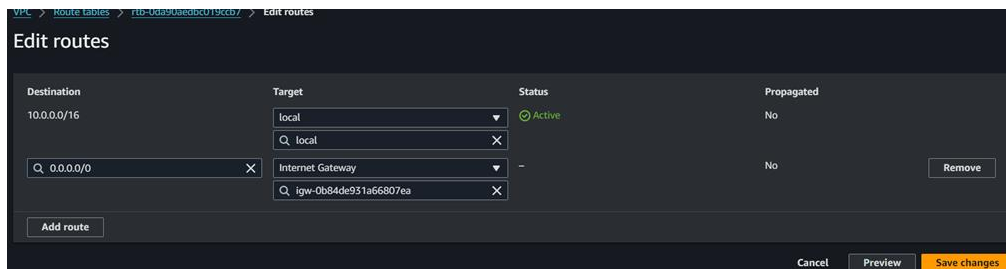 VPC > Route tables > rtb-0da90aedbc019ccb7 > Edit routes
Edit routes
Destination Target Status Propagated
10.0.0.0/16 local Active No
local
0.0.0.0/0 Internet Gateway – No Remove
igw-0b84de931a66807ea
Add route
Cancel Preview Save changes